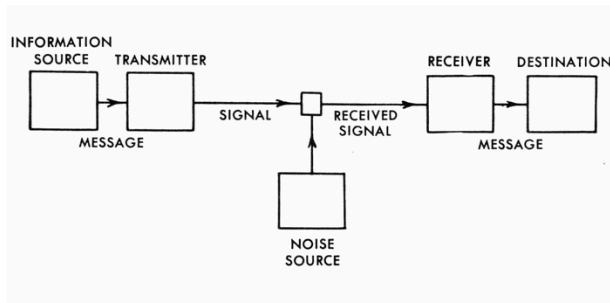 INFORMATION
SOURCE
TRANSMITTER
RECEIVER
DESTINATION
SIGNAL
RECEIVED
SIGNAL
MESSAGE
MESSAGE
NOISE
SOURCE